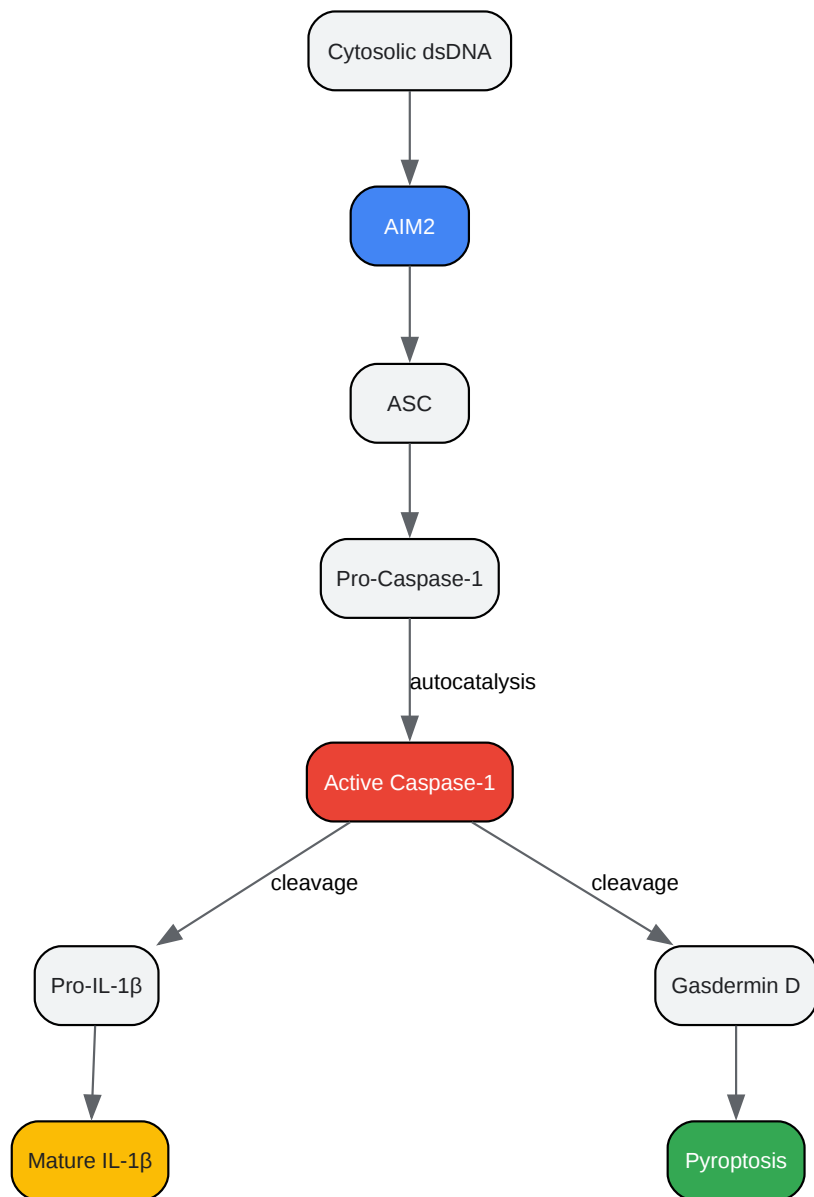 Cytosolic dsDNA
AIM2
ASC
Pro-Caspase-1
autocatalysis
Active Caspase-1
cleavage
cleavage
Pro-IL-1β
Gasdermin D
Mature IL-1β
Pyroptosis